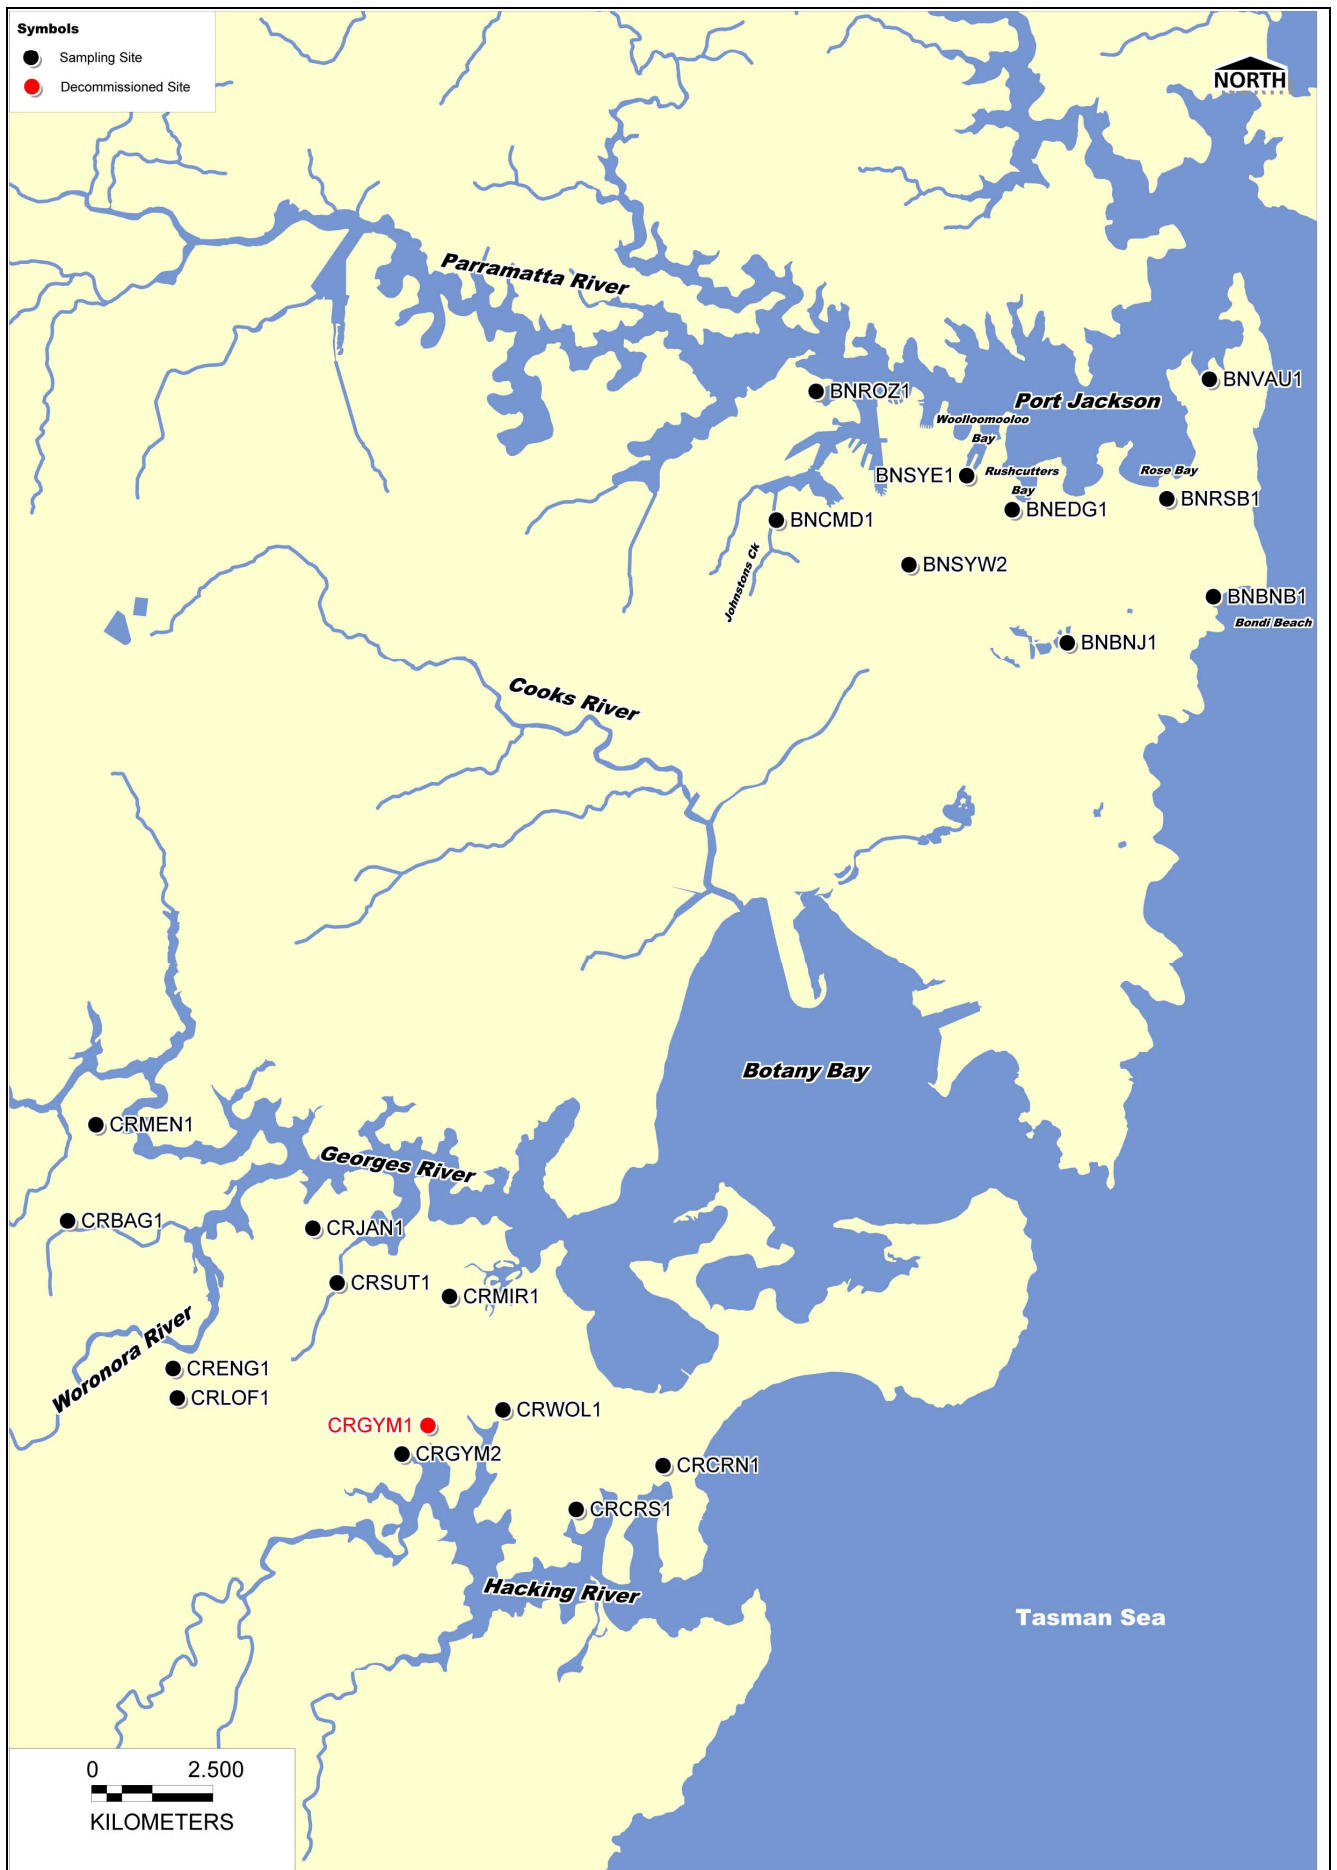 Symbols
Sampling Site
Decommissioned Site
NORTH
Parramatta River
BNVAU1
BNROZ1
Port Jackson
Woolloomooloo
Bay
BNSYE1
Rushcutters
Bay
Rose Bay
BNRSB1
BNEDG1
BNCMD1
Johnstons Ck
BNSYW2
BNBNB1
Bondi Beach
BNBNJ1
Cooks River
Botany Bay
CRMEN1
Georges River
CRBAG1
CRJAN1
CRSUT1
CRMIR1
Woronora River
CRENG1
CRLOF1
CRWOL1
CRGYM1
CRGYM2
CRCRN1
CRCRS1
Hacking River
Tasman Sea
0 2.500
KILOMETERS